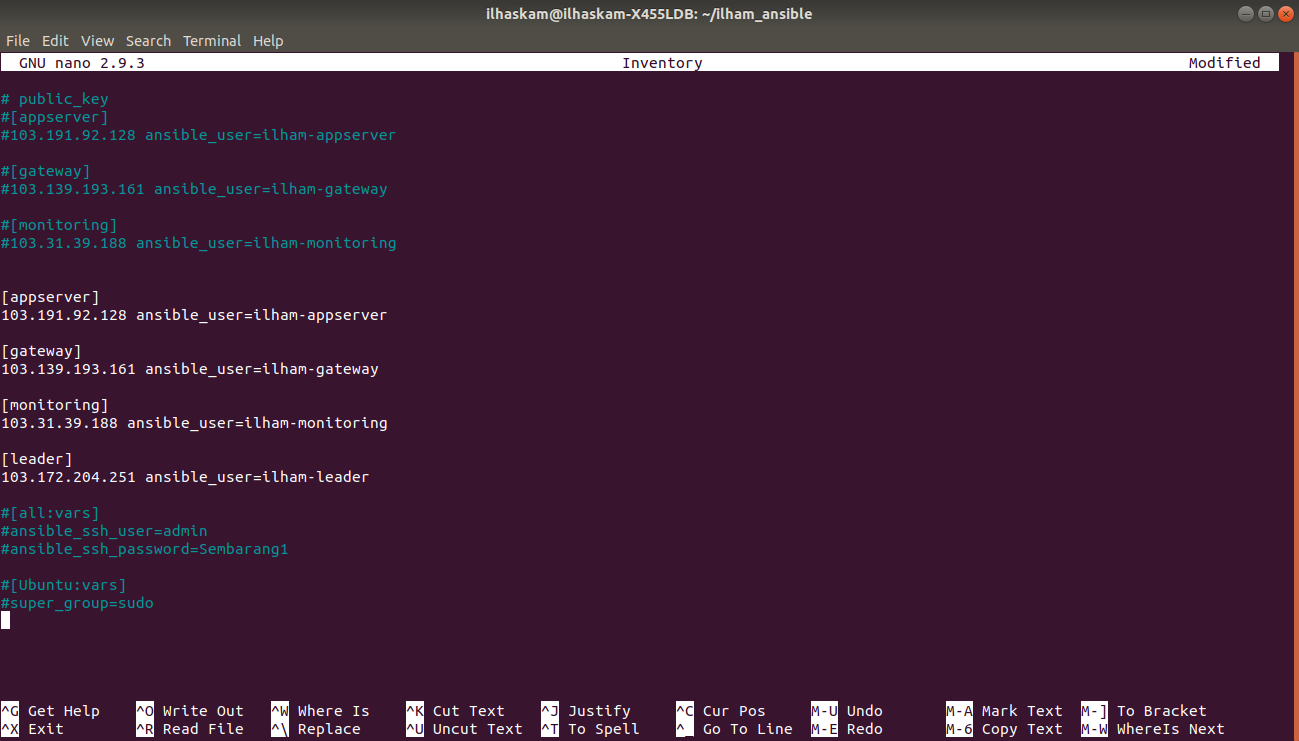 ilhaskam@ilhaskam-X455LDB: ~/ilham_ansible
File Edit View Search Terminal Help
GNU nano 2.9.3 Inventory Modified
# public_key
#[appserver]
#103.191.92.128 ansible_user=ilham-appserver
#[gateway]
#103.139.193.161 ansible_user=ilham-gateway
#[monitoring]
#103.31.39.188 ansible_user=ilham-monitoring
[appserver]
103.191.92.128 ansible_user=ilham-appserver
[gateway]
103.139.193.161 ansible_user=ilham-gateway
[monitoring]
103.31.39.188 ansible_user=ilham-monitoring
[leader]
103.172.204.251 ansible_user=ilham-leader
#[all:vars]
#ansible_ssh_user=admin
#ansible_ssh_password=Sembarang1
#[Ubuntu:vars]
#super_group=sudo
^G Get Help ^O Write Out ^W Where Is ^K Cut Text ^J Justify ^C Cur Pos M-U Undo M-A Mark Text M-] To Bracket
^X Exit ^R Read File ^\ Replace ^U Uncut Text ^T To Spell ^_ Go To Line M-E Redo M-6 Copy Text M-W WhereIs Next